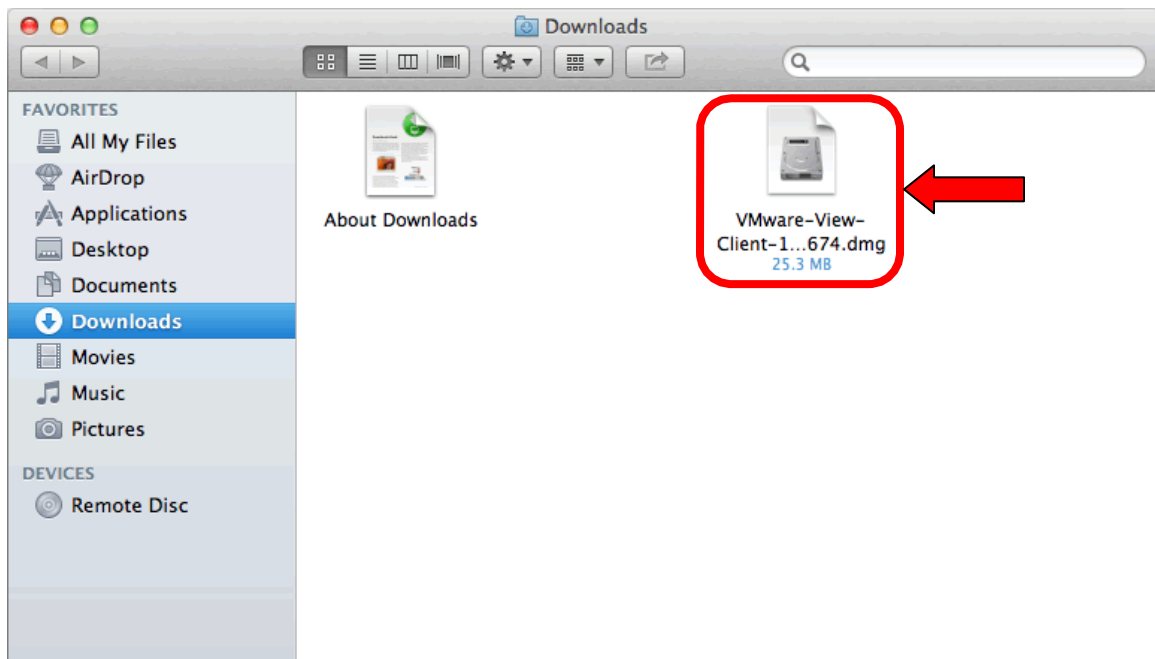 Downloads
FAVORITES
All My Files
AirDrop
Applications
Desktop
Documents
Downloads
Movies
Music
Pictures
DEVICES
Remote Disc
About Downloads
VMware-View-
Client-1...674.dmg
25.3 MB